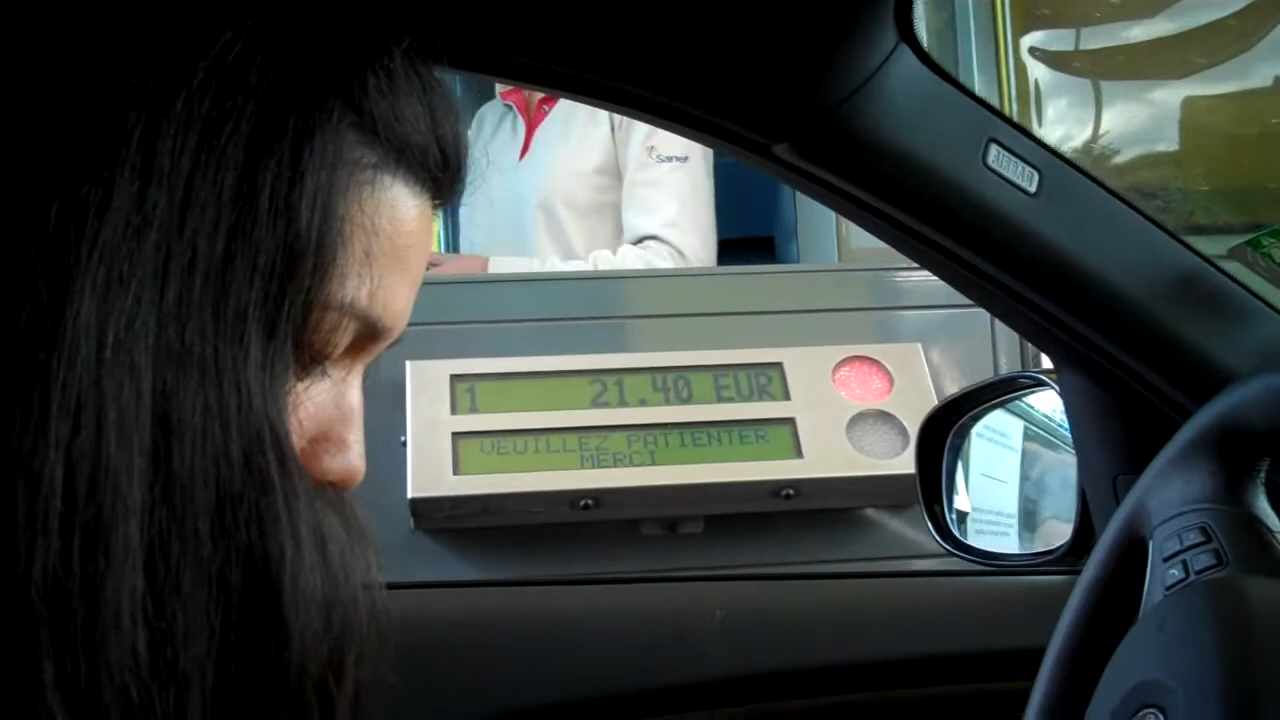 Sanef
AIRBAG
1 21.40 EUR
VEUILLEZ PATIENTER
MERCI